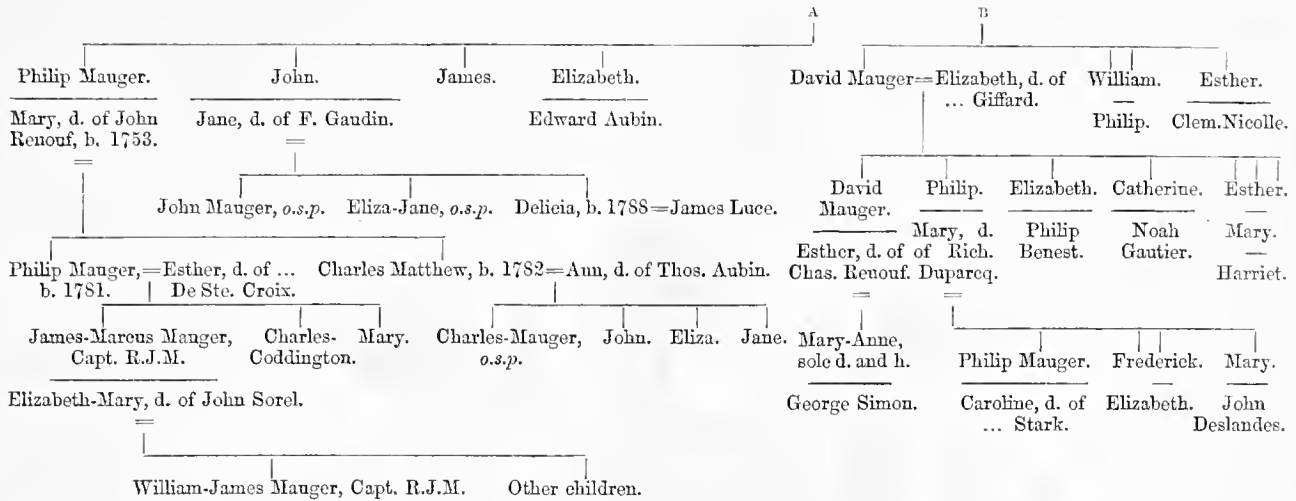 A B
Philip Mauger. John. James. Elizabeth. David Mauger=Elizabeth, d. of William. Esther.
... Giffard.
Mary, d. of John Jane, d. of F. Gaudin. Edward Aubin. Philip. Clem.Nicolle.
Renouf, b. 1753.
David Philip. Elizabeth. Catherine. Esther.
Mauger.
John Mauger, o.s.p. Eliza-Jane, o.s.p. Delicia, b. 1788=James Luce.
Mary, d. Philip Noah Mary.
Esther, d. of of Rich. Benest. Gautier.
Chas. Renouf. Duparcq. Harriet.
Philip Mauger,=Esther, d. of ... Charles Matthew, b. 1782=Ann, d. of Thos. Aubin.
b. 1781. De Ste. Croix.
James-Marcus Manger, Charles- Mary. Charles-Mauger, John. Eliza. Jane. Mary-Anne,
Capt. R.J.M. Coddington. o.s.p. sole d. and h. Philip Mauger. Frederick. Mary.
Elizabeth-Mary, d. of John Sorel. George Simon. Caroline, d. of Elizabeth. John
... Stark. Deslandes.
William-James Mauger, Capt. R.J.M. Other children.